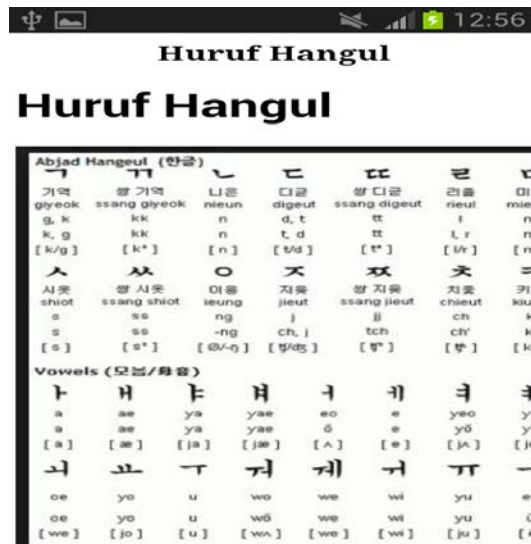 12:56
Huruf Hangul
Huruf Hangul
Abjad Hangeul (한글)
ㄱ ㄲ ㄴ ㄷ ㄸ ㄹ
기역 쌍 기역 니은 디귿 쌍 디귿 리을
giyeok ssang giyeok nieun digeut ssang digeut rieul
g, k kk n d, t tt l
k, g kk n t, d tt l, r
[ k/g ] [ k* ] [ n ] [ t/d ] [ t* ] [ l/r ]
ㅅ ㅆ ㅇ ㅈ ㅉ ㅊ
시옷 쌍 시옷 이응 지읒 쌍 지읒 치읓
shiot ssang shiot ieung jieut ssang jieut chieut
s ss ng j jj ch
s ss -ng ch, j tch ch'
[ s ] [ s* ] [ Ø/-ŋ ]
Vowels (모음/母音)
ㅏ ㅐ ㅑ ㅒ ㅓ ㅔ ㅕ
a ae ya yae eo e yeo
a ae ya yae ŏ e yŏ
[ a ] [ æ ] [ ja ] [ jæ ] [ ʌ ] [ e ] [ jʌ ]
ㅚ ㅛ ㅜ ㅝ ㅞ ㅟ ㅠ
oe yo u wo we wi yu
oe yo u wŏ we wi yu
[ we ] [ jo ] [ u ] [ wʌ ] [ we ] [ wi ] [ ju ]